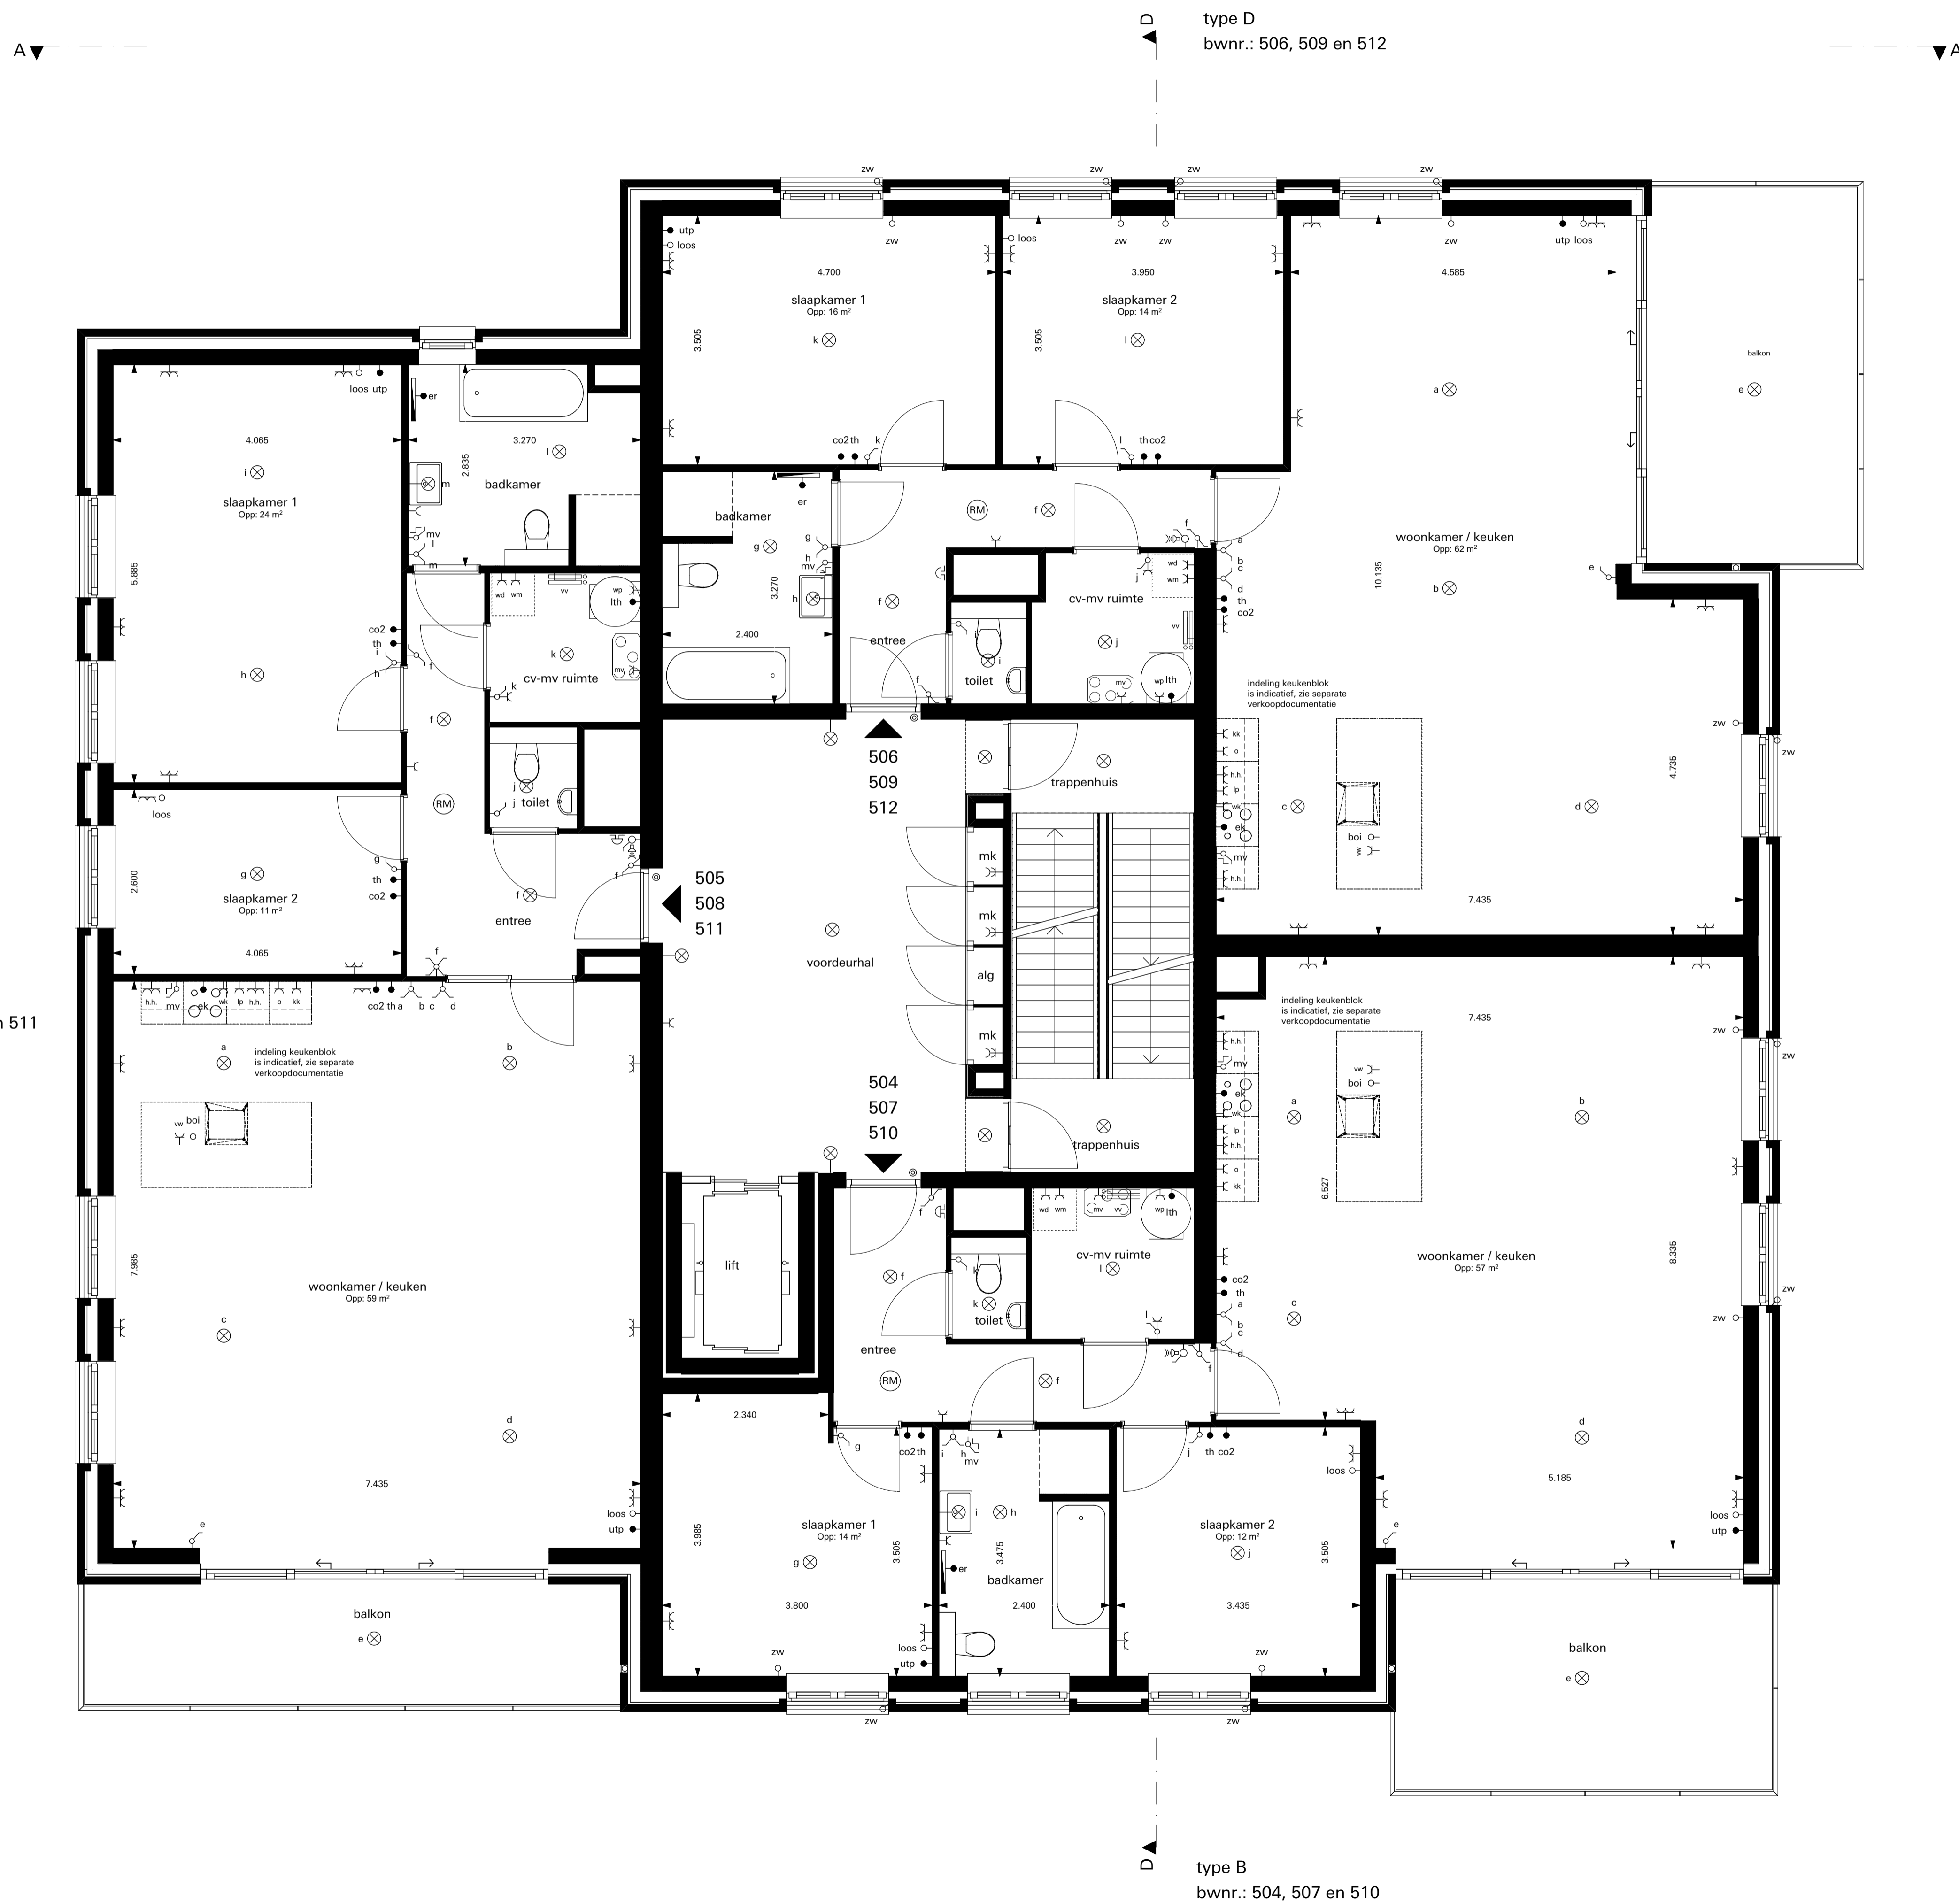 D
type D
bwnr.: 506, 509 en 512
A
A
zw
zw
zw
zw
utp
loos
zw
loos
zw
zw
zw
utp loos
4.700
3.950
4.585
slaapkamer 1
Opp: 16 m²
slaapkamer 2
Opp: 14 m²
k
l
3.505
3.505
balkon
a
e
loos utp
er
4.065
3.270
co2 th k
l th co2
i
l
2.835
badkamer
m
slaapkamer 1
Opp: 24 m²
er
badkamer
RM
f
f
woonkamer / keuken
Opp: 62 m²
mv
l
m
g
g
h
mv
a
b
c
d
th
co2
wd
wm
j
cv-mv ruimte
10.135
b
e
5.885
wd wm
vv
wp
lth
3.270
h
f
entree
i
vv
j
co2
th
i
h
f
2.400
k
mv
cv-mv ruimte
i
toilet
mv
wp lth
h
k
f
f
indeling keukenblok
is indicatief, zie separate
verkoopdocumentatie
zw
zw
506
509
512
trappenhuis
kk
o
h.h.
lp
wk
ek
mv
h.h.
4.735
c
d
boi
vw
j
j
toilet
RM
loos
mk
mk
alg
mk
g
th
co2
2.600
g
slaapkamer 2
Opp: 11 m²
f
f
entree
505
508
511
voordeurhal
7.435
4.065
f
h.h.
mv
ek
wk
lp
h.h.
o
kk
co2 th a
b c
d
n 511
a
b
indeling keukenblok
is indicatief, zie separate
verkoopdocumentatie
vw
boi
504
507
510
trappenhuis
indeling keukenblok
is indicatief, zie separate
verkoopdocumentatie
7.435
zw
zw
h.h.
mv
ek
wk
lp
h.h.
o
kk
vw
boi
a
b
6.527
f
wd wm
mv
vv
wp lth
cv-mv ruimte
l
lift
f
k
k
toilet
7.985
woonkamer / keuken
Opp: 59 m²
c
woonkamer / keuken
Opp: 57 m²
8.335
co2
th
a
b
c
d
c
zw
zw
l
f
entree
RM
f
2.340
d
d
g
co2 th
i
h
mv
j
th co2
loos
7.435
5.185
loos
utp
e
slaapkamer 1
Opp: 14 m²
g
3.985
3.505
i
h
3.475
er
badkamer
slaapkamer 2
Opp: 12 m²
j
3.505
e
loos
utp
3.800
2.400
3.435
balkon
e
loos
utp
zw
zw
balkon
e
zw
zw
D
type B
bwnr.: 504, 507 en 510